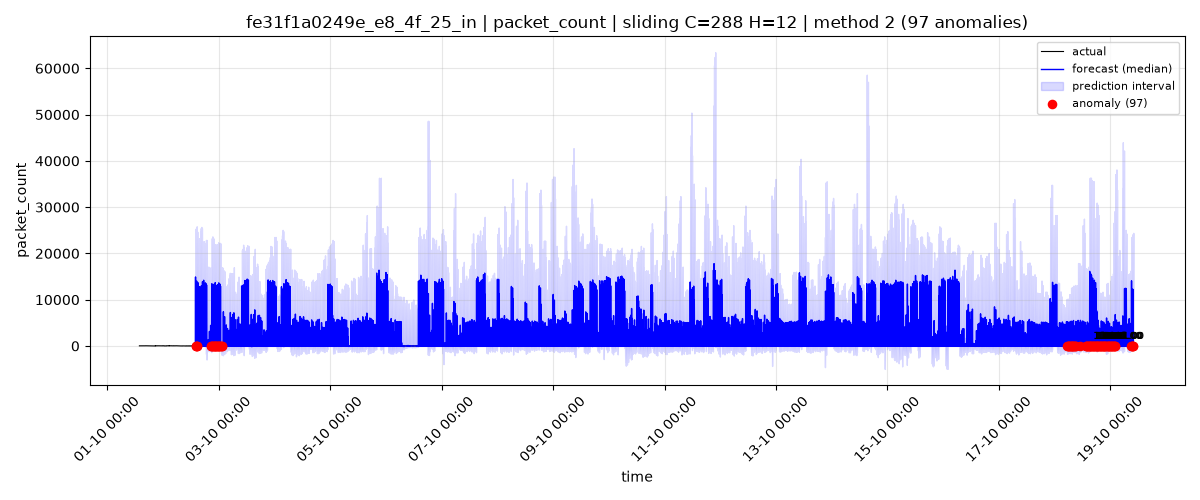 fe31f1a0249e_e8_4f_25_in | packet_count | sliding C=288 H=12 | method 2 (97 anomalies)
actual
forecast (median)
prediction interval
anomaly (97)
packet_count
60000
50000
40000
30000
20000
10000
0
01-10 00:00
03-10 00:00
05-10 00:00
07-10 00:00
09-10 00:00
11-10 00:00
13-10 00:00
15-10 00:00
17-10 00:00
19-10 00:00
time